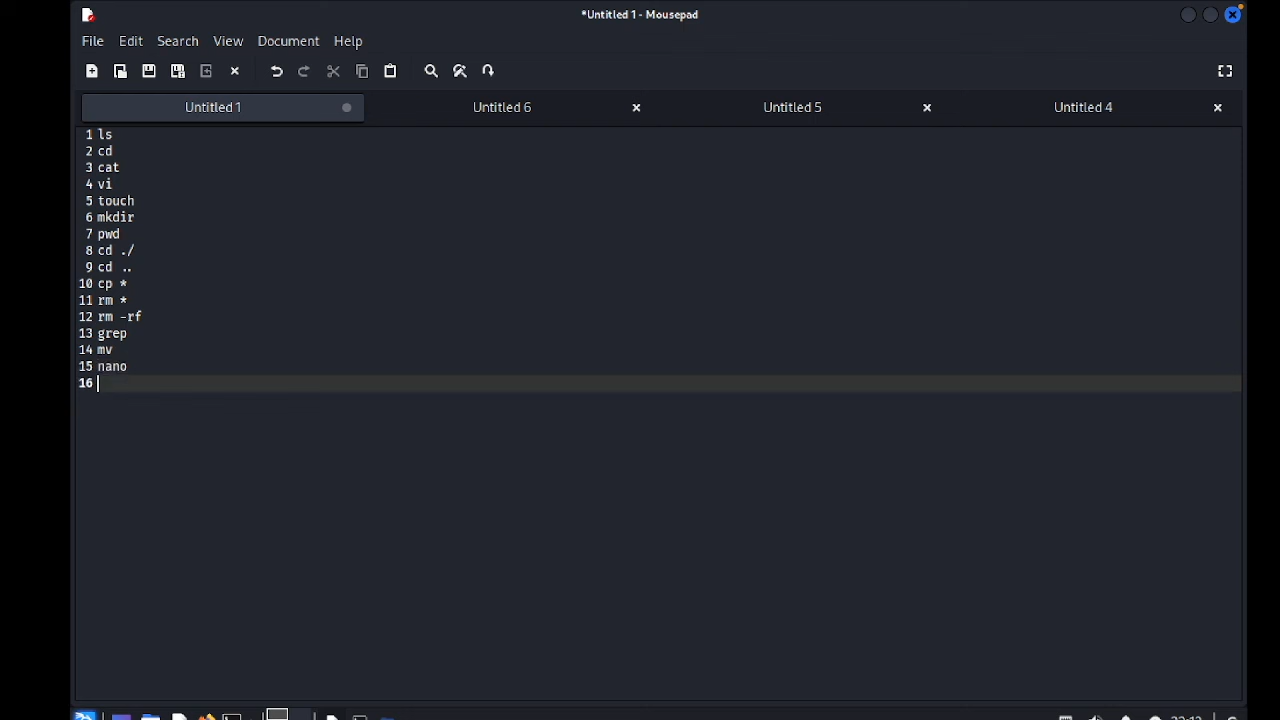 *Untitled 1 - Mousepad
File Edit Search View Document Help
Untitled 1 Untitled 6 Untitled 5 Untitled 4
1 ls
2 cd
3 cat
4 vi
5 touch
6 mkdir
7 pwd
8 cd ./
9 cd ..
10 cp *
11 rm *
12 rm -rf
13 grep
14 mv
15 nano
16